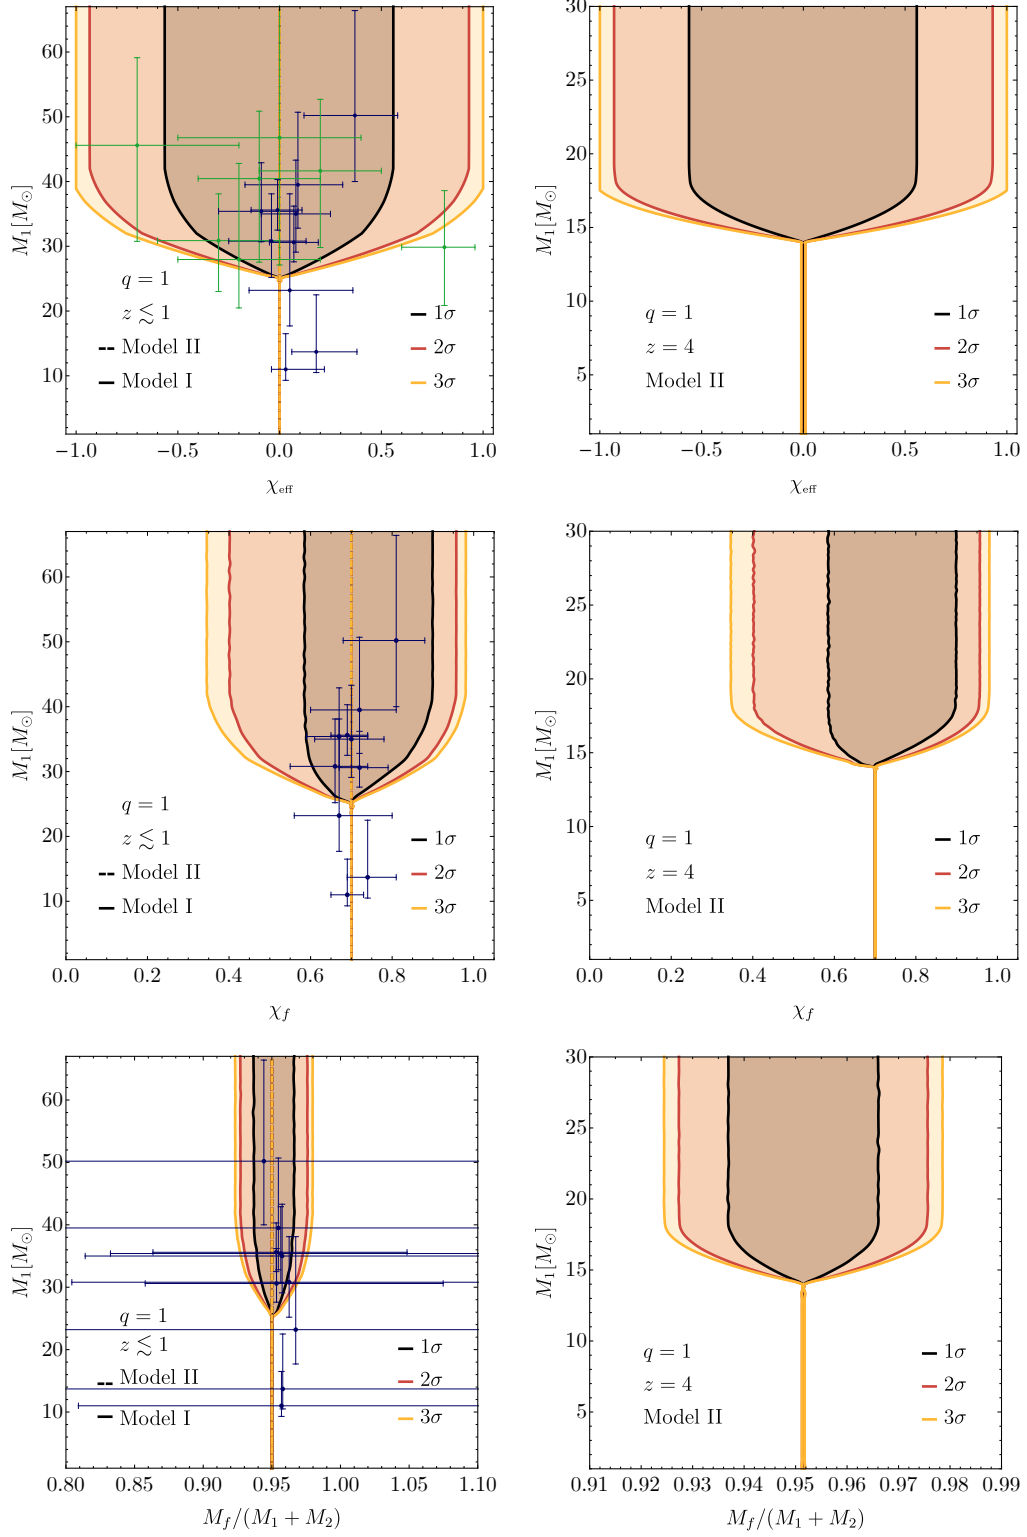 60
50
40
30
20
10
M₁[M⊙]
q = 1
z ≲ 1
Model II
Model I
1σ
2σ
3σ
−1.0 −0.5 0.0 0.5 1.0
χeff
30
25
20
15
10
5
M₁[M⊙]
q = 1
z = 4
Model II
1σ
2σ
3σ
−1.0 −0.5 0.0 0.5 1.0
χeff
60
50
40
30
20
10
M₁[M⊙]
q = 1
z ≲ 1
Model II
Model I
1σ
2σ
3σ
0.0 0.2 0.4 0.6 0.8 1.0
χf
30
25
20
15
10
5
M₁[M⊙]
q = 1
z = 4
Model II
1σ
2σ
3σ
0.0 0.2 0.4 0.6 0.8 1.0
χf
60
50
40
30
20
10
M₁[M⊙]
q = 1
z ≲ 1
Model II
Model I
1σ
2σ
3σ
0.80 0.85 0.90 0.95 1.00 1.05 1.10
Mf/(M₁ + M₂)
30
25
20
15
10
5
M₁[M⊙]
q = 1
z = 4
Model II
1σ
2σ
3σ
0.91 0.92 0.93 0.94 0.95 0.96 0.97 0.98 0.99
Mf/(M₁ + M₂)